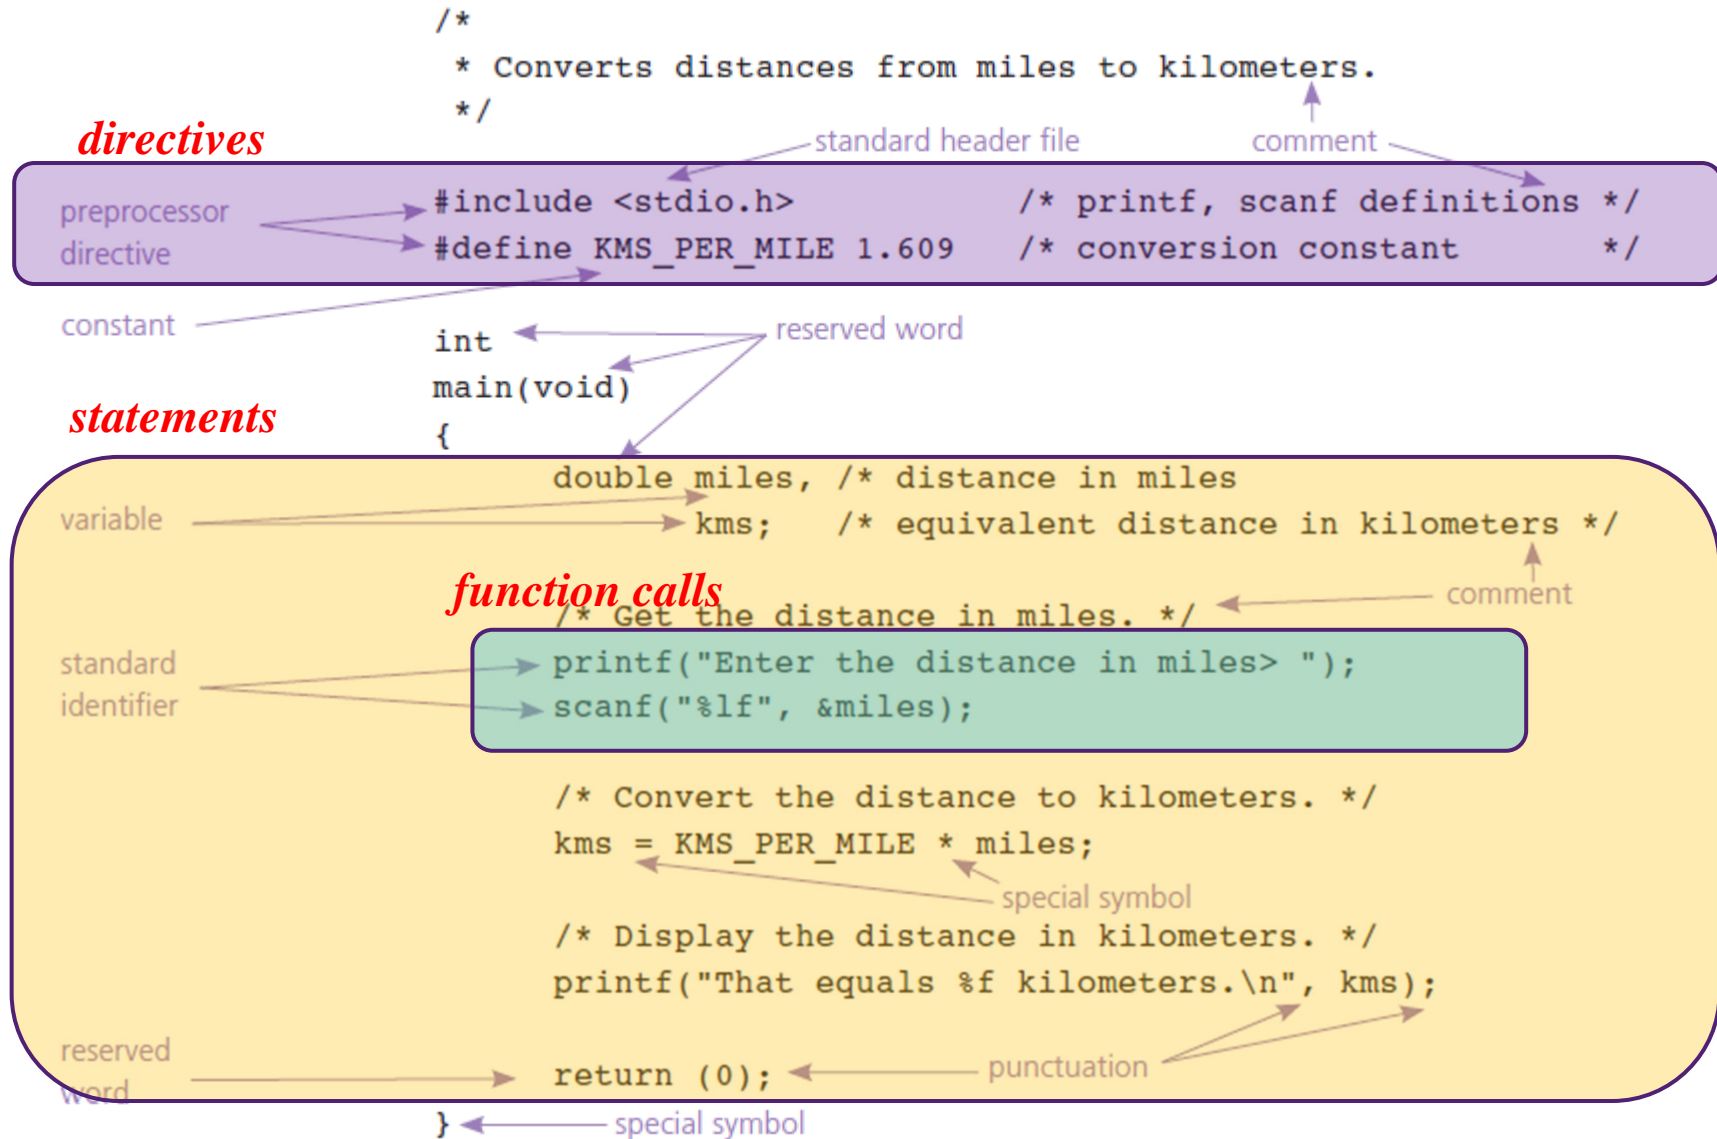 /*
* Converts distances from miles to kilometers.
*/
directives
standard header file comment
preprocessor directive
#include <stdio.h> /* printf, scanf definitions */
#define KMS_PER_MILE 1.609 /* conversion constant */
constant
reserved word
int
main(void)
statements
{
double miles, /* distance in miles
variable
kms; /* equivalent distance in kilometers */
function calls
comment
/* Get the distance in miles. */
standard identifier
printf("Enter the distance in miles> ");
scanf("%lf", &miles);
/* Convert the distance to kilometers. */
kms = KMS_PER_MILE * miles;
special symbol
/* Display the distance in kilometers. */
printf("That equals %f kilometers.\n", kms);
reserved word
return (0);
punctuation
} special symbol